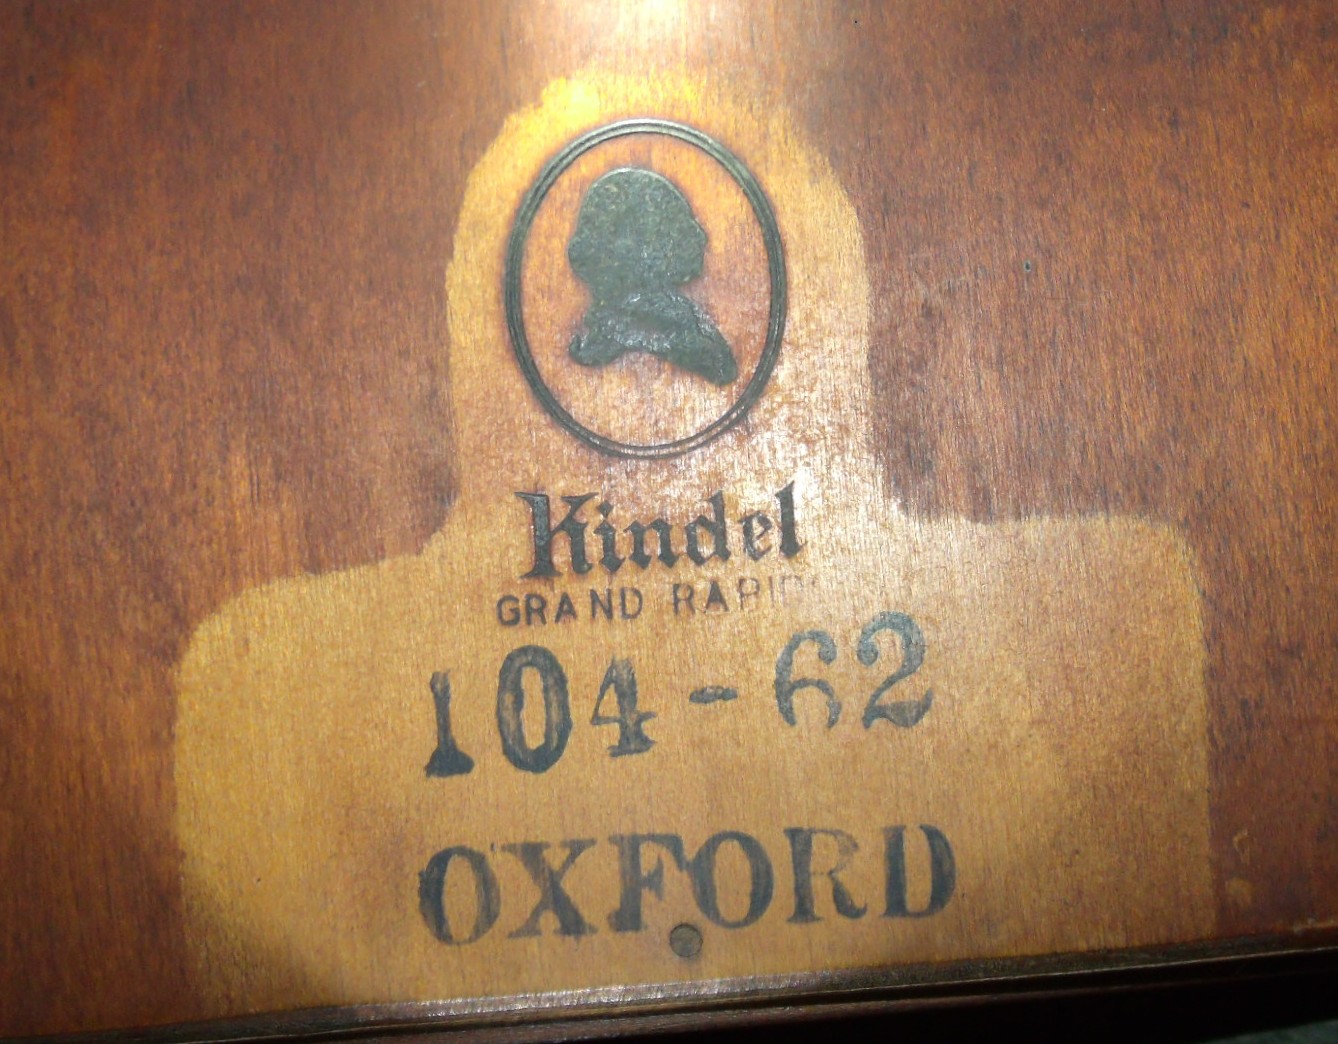 Kindel
GRAND RAPID
104-62
OXFORD